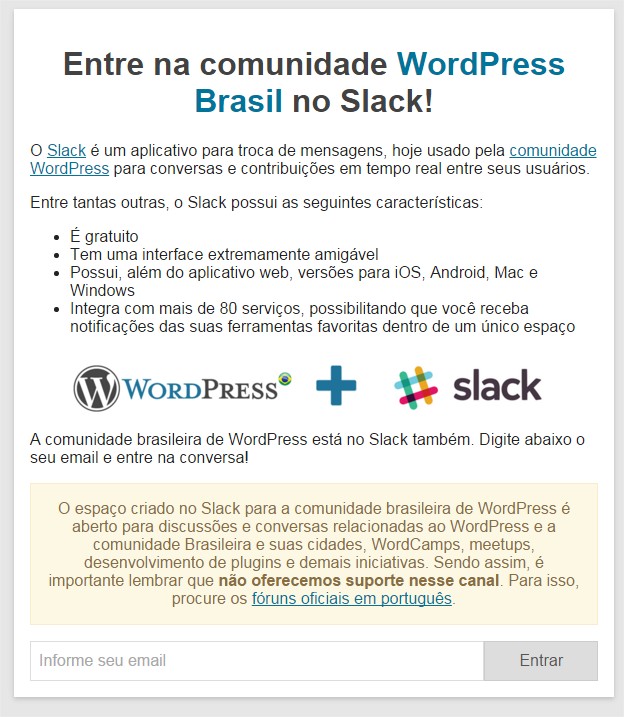 Entre na comunidade WordPress
Brasil no Slack!
O Slack é um aplicativo para troca de mensagens, hoje usado pela comunidade
WordPress para conversas e contribuições em tempo real entre seus usuários.
Entre tantas outras, o Slack possui as seguintes características:
• É gratuito
• Tem uma interface extremamente amigável
• Possui, além do aplicativo web, versões para iOS, Android, Mac e
Windows
• Integra com mais de 80 serviços, possibilitando que você receba
notificações das suas ferramentas favoritas dentro de um único espaço
WORDPRESS + slack
A comunidade brasileira de WordPress está no Slack também. Digite abaixo o
seu email e entre na conversa!
O espaço criado no Slack para a comunidade brasileira de WordPress é
aberto para discussões e conversas relacionadas ao WordPress e a
comunidade Brasileira e suas cidades, WordCamps, meetups,
desenvolvimento de plugins e demais iniciativas. Sendo assim, é
importante lembrar que não oferecemos suporte nesse canal. Para isso,
procure os fóruns oficiais em português.
Informe seu email Entrar